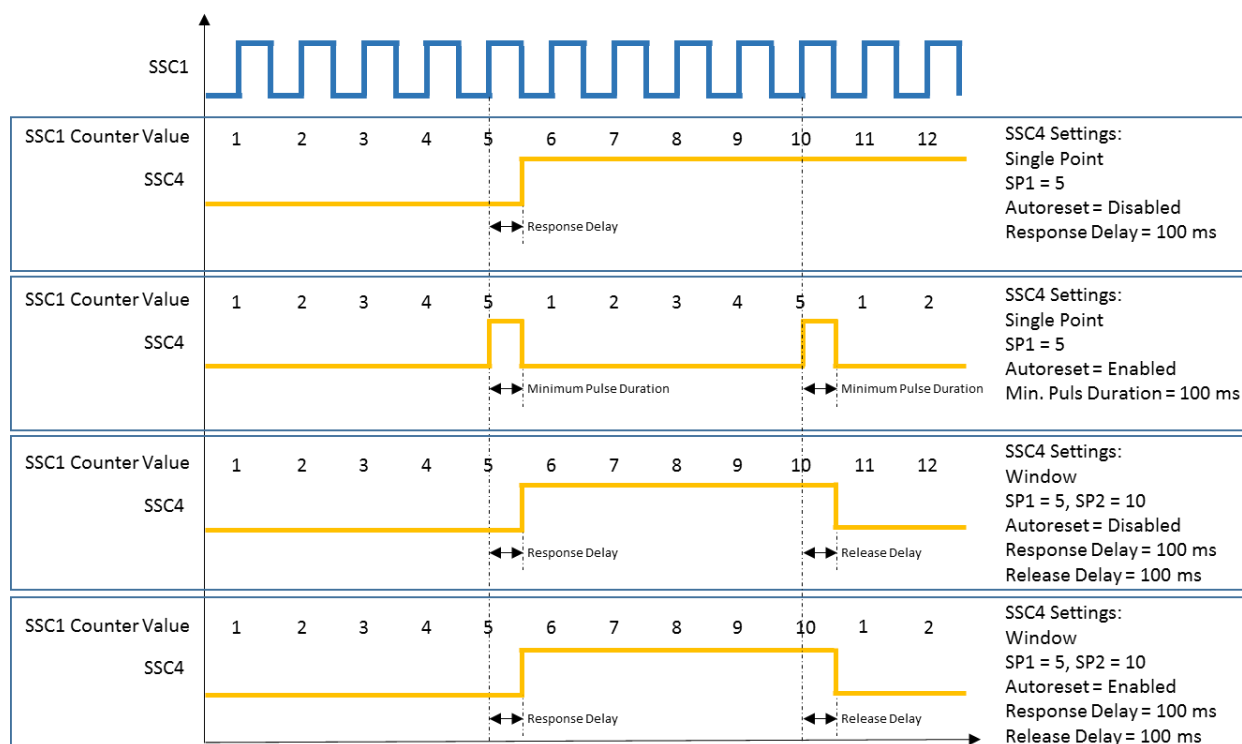 SSC1
SSC1 Counter Value 1 2 3 4 5 6 7 8 9 10 11 12
SSC4
Response Delay
SSC4 Settings:
Single Point
SP1 = 5
Autoreset = Disabled
Response Delay = 100 ms
SSC1 Counter Value 1 2 3 4 5 1 2 3 4 5 1 2
SSC4
Minimum Pulse Duration Minimum Pulse Duration
SSC4 Settings:
Single Point
SP1 = 5
Autoreset = Enabled
Min. Puls Duration = 100 ms
SSC1 Counter Value 1 2 3 4 5 6 7 8 9 10 11 12
SSC4
Response Delay Release Delay
SSC4 Settings:
Window
SP1 = 5, SP2 = 10
Autoreset = Disabled
Response Delay = 100 ms
Release Delay = 100 ms
SSC1 Counter Value 1 2 3 4 5 6 7 8 9 10 1 2
SSC4
Response Delay Release Delay
SSC4 Settings:
Window
SP1 = 5, SP2 = 10
Autoreset = Enabled
Response Delay = 100 ms
Release Delay = 100 ms